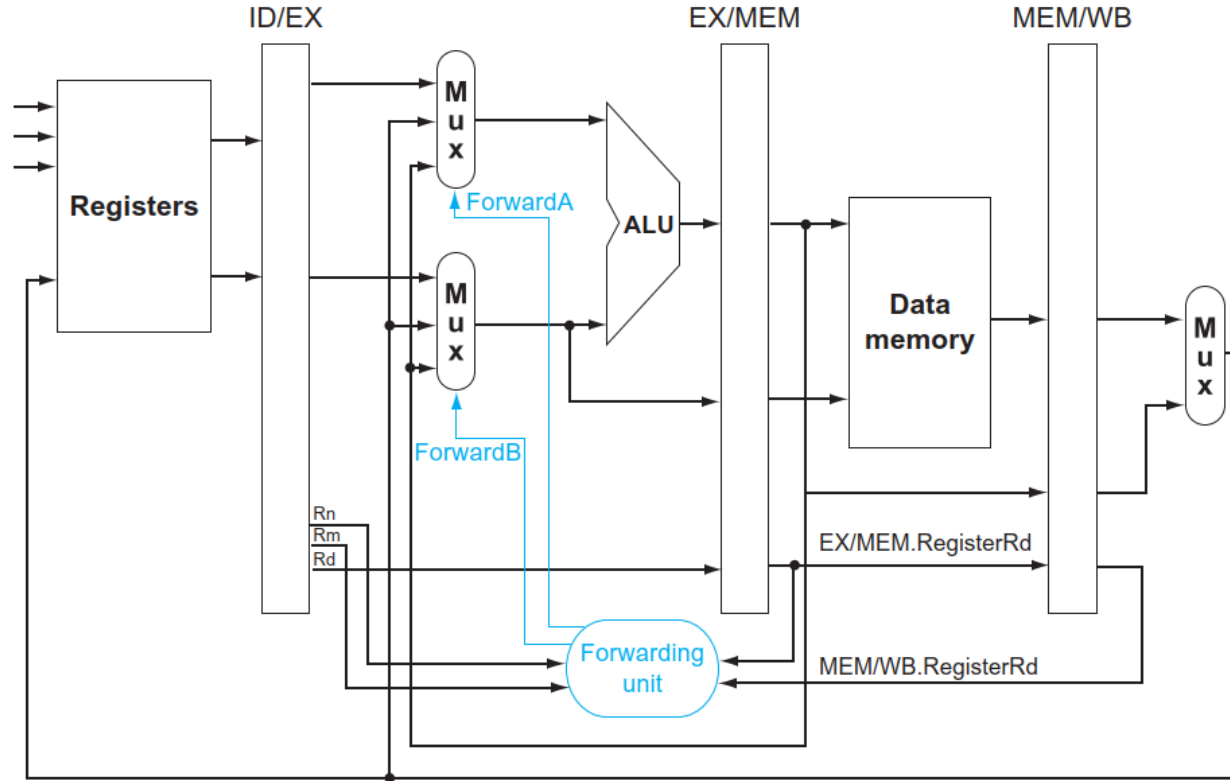 ID/EX
EX/MEM
MEM/WB
Registers
M
u
x
ForwardA
M
u
x
ForwardB
ALU
Data
memory
M
u
x
Rn
Rm
Rd
EX/MEM.RegisterRd
Forwarding
unit
MEM/WB.RegisterRd